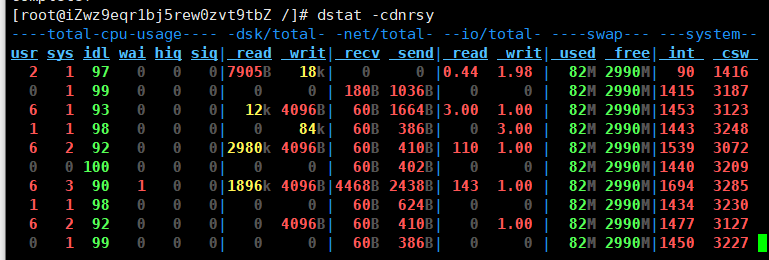 [root@iZwz9eqr1bj5rew0zvt9tbZ /]# dstat -cdnrsy
----total-cpu-usage---- -dsk/total- -net/total- --io/total- ----swap--- ---system--
usr sys idl wai hiq siq| read  writ| recv  send| read  writ| used  free| int   csw
  2   1  97   0   0   0|7905B   18k|   0     0 |0.44  1.98 |  82M 2990M|  90  1416
  0   1  99   0   0   0|   0     0 | 180B 1036B|   0     0 |  82M 2990M|1415  3187
  6   1  93   0   0   0|  12k 4096B|  60B 1664B|3.00  1.00 |  82M 2990M|1453  3123
  1   1  98   0   0   0|   0    84k|  60B  386B|   0  3.00 |  82M 2990M|1443  3248
  6   2  92   0   0   0|2980k 4096B|  60B  410B| 110  1.00 |  82M 2990M|1539  3072
  0   0 100   0   0   0|   0     0 |  60B  402B|   0     0 |  82M 2990M|1440  3209
  6   3  90   1   0   0|1896k 4096B|4468B 2438B| 143  1.00 |  82M 2990M|1694  3285
  1   1  98   0   0   0|   0     0 |  60B  624B|   0     0 |  82M 2990M|1434  3230
  6   2  92   0   0   0|   0  4096B|  60B  410B|   0  1.00 |  82M 2990M|1477  3127
  0   1  99   0   0   0|   0     0 |  60B  386B|   0     0 |  82M 2990M|1450  3227